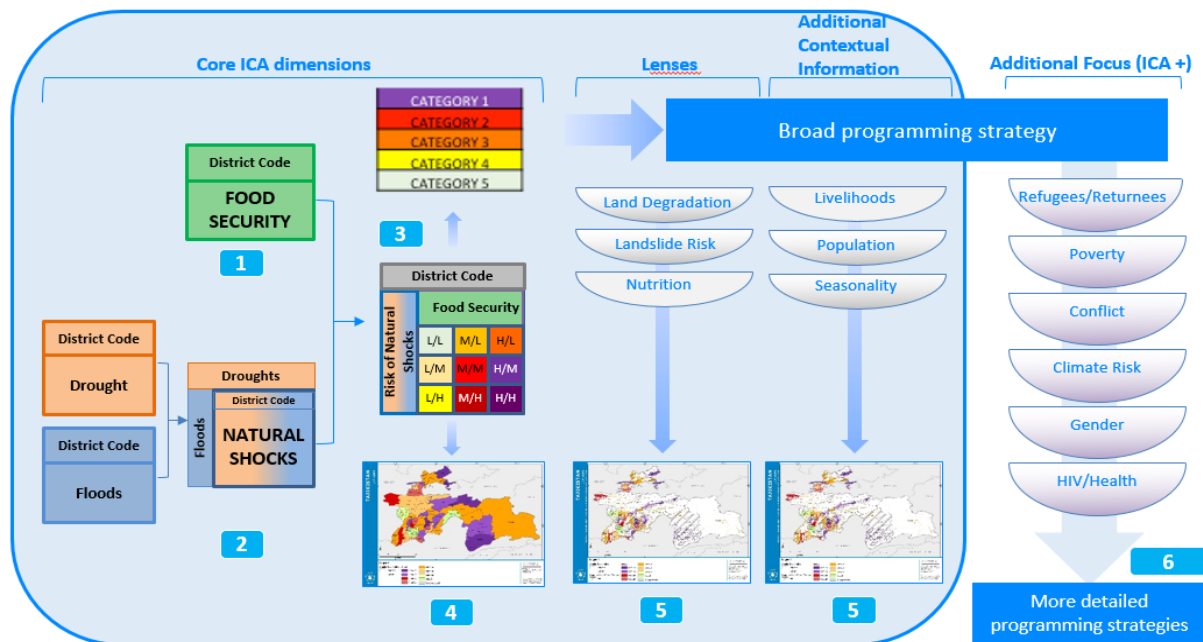 Core ICA dimensions
Lenses
Additional
Contextual
Information
Additional Focus (ICA +)
CATEGORY 1
CATEGORY 2
CATEGORY 3
CATEGORY 4
CATEGORY 5
Broad programming strategy
District Code
FOOD
SECURITY
1
3
District Code
Food Security
Risk of Natural
Shocks
L/L M/L H/L
L/M M/M H/M
L/H M/H H/H
District Code
Drought
District Code
Floods
Droughts
Floods
District Code
NATURAL
SHOCKS
2
Land Degradation
Landslide Risk
Nutrition
Livelihoods
Population
Seasonality
Refugees/Returnees
Poverty
Conflict
Climate Risk
Gender
HIV/Health
TAJIKISTAN
TAJIKISTAN
TAJIKISTAN
4
5
5
6
More detailed
programming strategies